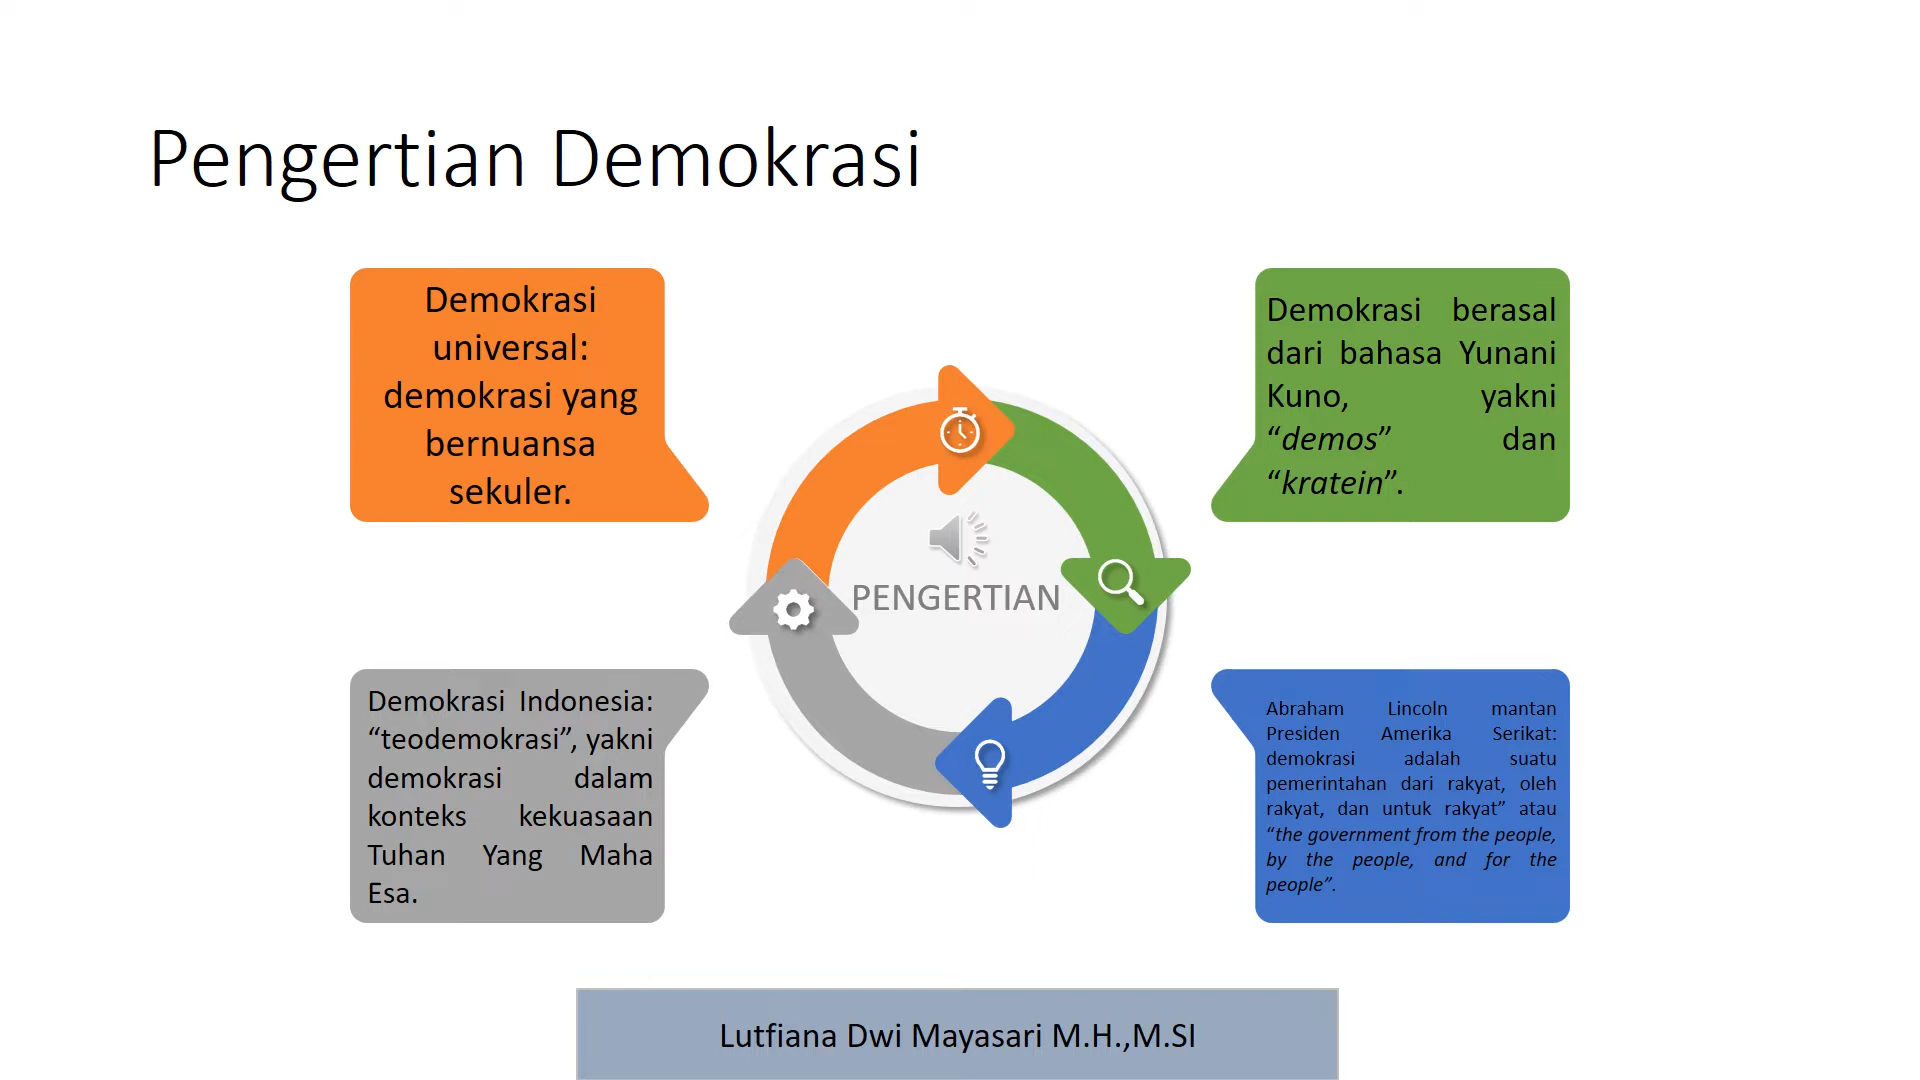 Pengertian Demokrasi
Demokrasi
universal:
demokrasi yang
bernuansa
sekuler.
Demokrasi berasal
dari bahasa Yunani
Kuno, yakni
“demos” dan
“kratein”.
PENGERTIAN
Demokrasi Indonesia:
“teodemokrasi”, yakni
demokrasi dalam
konteks kekuasaan
Tuhan Yang Maha
Esa.
Abraham Lincoln mantan
Presiden Amerika Serikat:
demokrasi adalah suatu
pemerintahan dari rakyat, oleh
rakyat, dan untuk rakyat” atau
“the government from the people,
by the people, and for the
people”.
Lutfiana Dwi Mayasari M.H.,M.SI